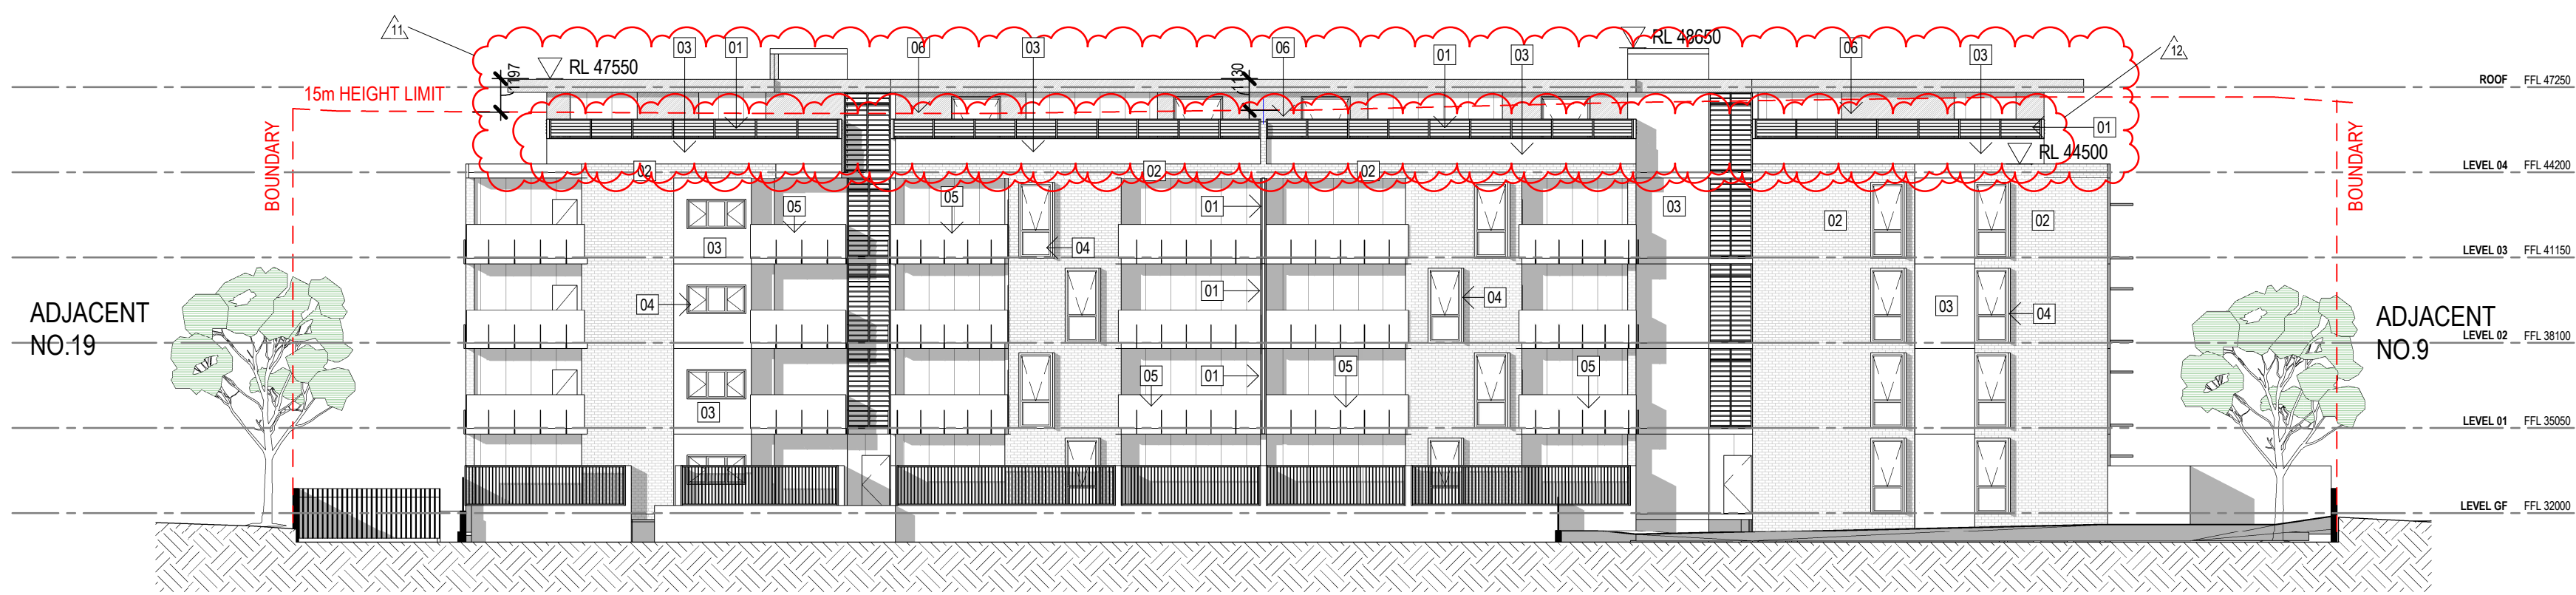 11
03
01
06
03
06
01
03
RL 48650
06
03
12
RL 47550
1197
1130
ROOF FFL 47250
15m HEIGHT LIMIT
BOUNDARY
BOUNDARY
01
RL 44500
02
02
02
LEVEL 04 FFL 44200
05
05
01
03
02
02
03
04
LEVEL 03 FFL 41150
04
01
04
03
04
ADJACENT
NO.19
ADJACENT
NO.9
LEVEL 02 FFL 38100
05
01
05
05
03
LEVEL 01 FFL 35050
LEVEL GF FFL 32000